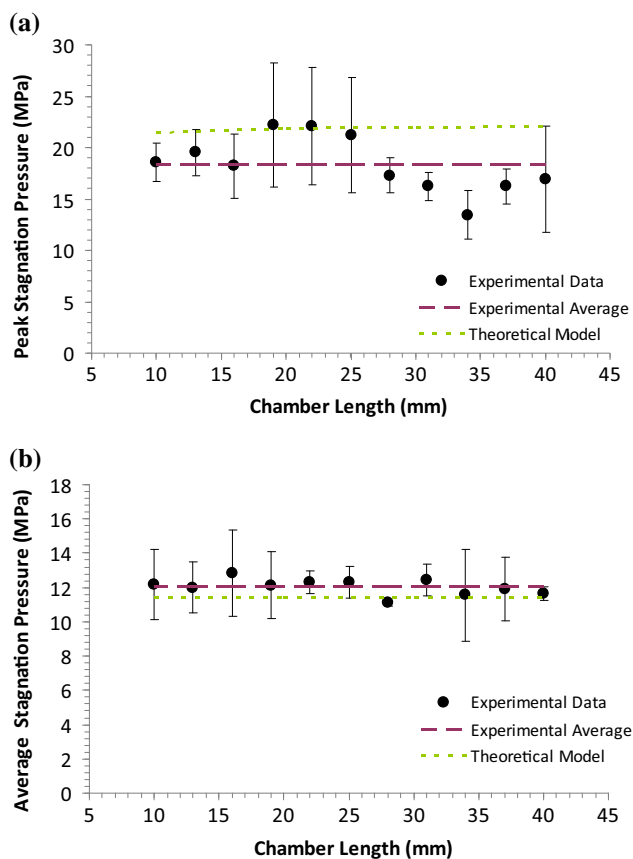 (a)
30
25
20
15
10
5
0
Peak Stagnation Pressure (MPa)
Experimental Data
Experimental Average
Theoretical Model
5 10 15 20 25 30 35 40 45
Chamber Length (mm)
(b)
18
16
14
12
10
8
6
4
2
0
Average Stagnation Pressure (MPa)
Experimental Data
Experimental Average
Theoretical Model
5 10 15 20 25 30 35 40 45
Chamber Length (mm)